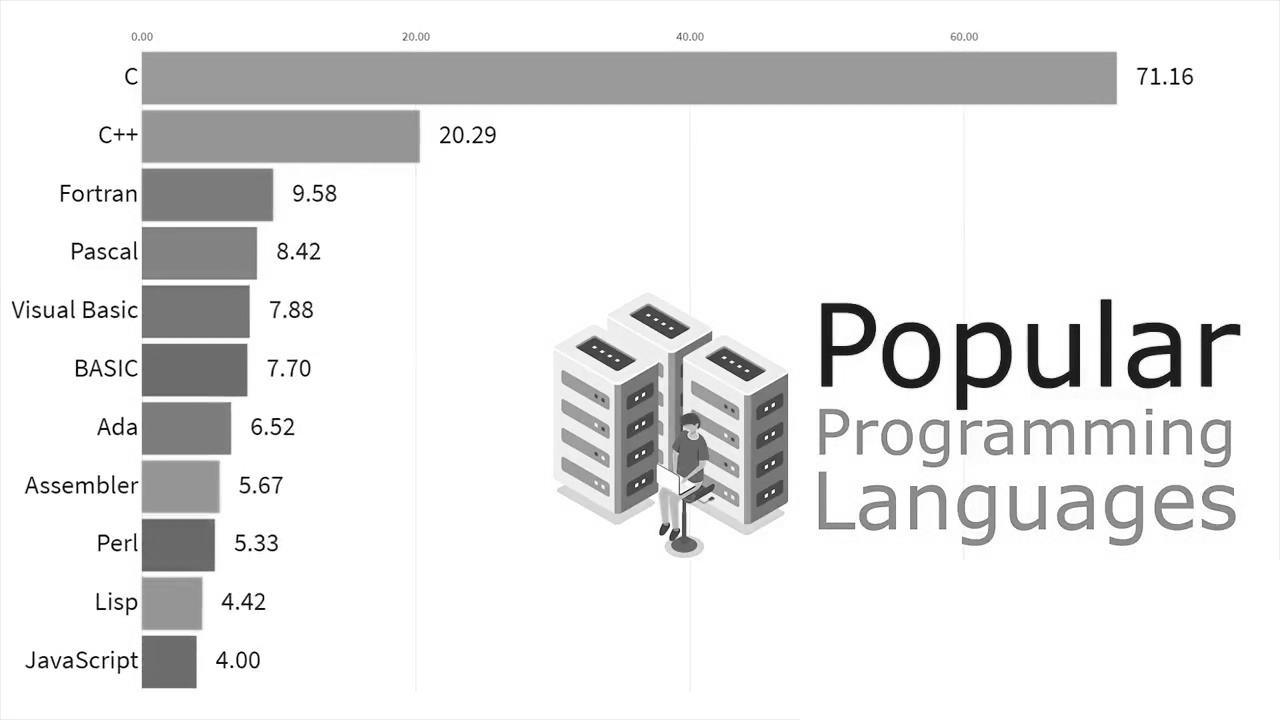 0.00 20.00 40.00 60.00
C 71.16
C++ 20.29
Fortran 9.58
Pascal 8.42
Visual Basic 7.88
BASIC 7.70
Ada 6.52
Assembler 5.67
Perl 5.33
Lisp 4.42
JavaScript 4.00
Popular
Programming
Languages